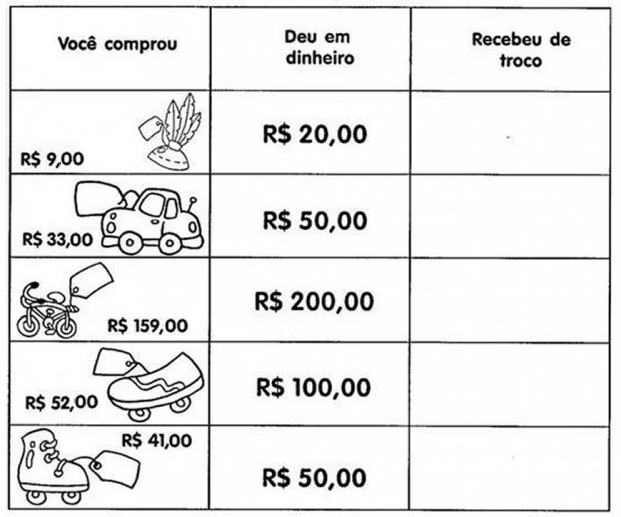 Você comprou
Deu em
dinheiro
Recebeu de
troco
R$ 9,00
R$ 20,00
R$ 33,00
R$ 50,00
R$ 159,00
R$ 200,00
R$ 52,00
R$ 100,00
R$ 41,00
R$ 50,00